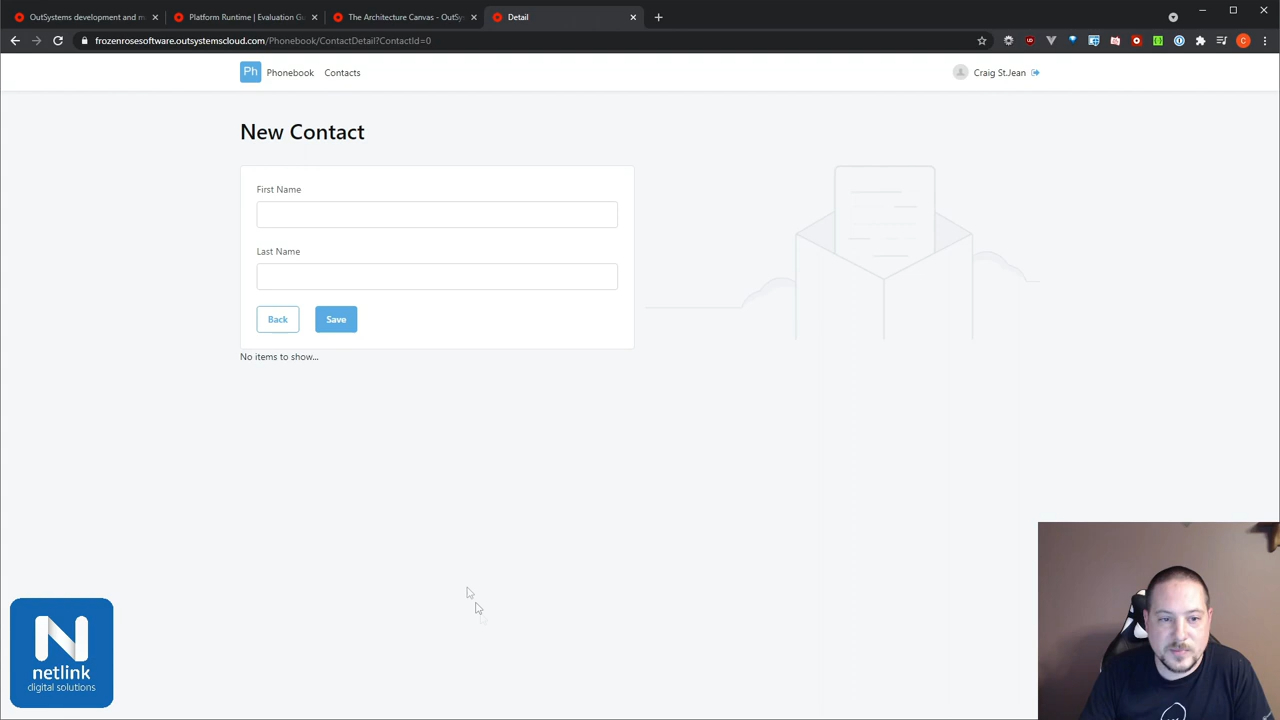 OutSystems development and m
Platform Runtime | Evaluation Gu
The Architecture Canvas - OutSys
Detail
frozenrosesoftware.outsystemscloud.com/Phonebook/ContactDetail?ContactId=0
Ph Phonebook Contacts
Craig St.Jean
New Contact
First Name
Last Name
Back Save
No items to show...
N
netlink
digital solutions